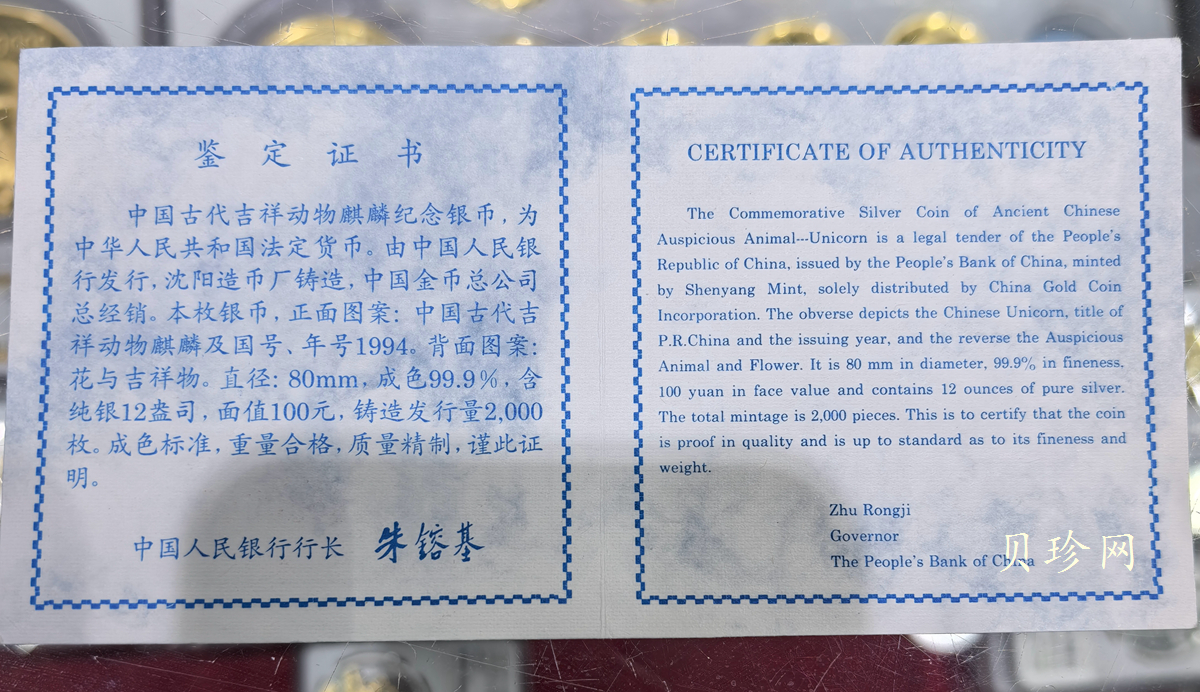 鉴定证书
中国古代吉祥动物麒麟纪念银币,为
中华人民共和国法定货币。由中国人民银
行发行,沈阳造币厂铸造,中国金币总公司
总经销。本枚银币,正面图案:中国古代吉
祥动物麒麟及国号、年号1994。背面图案:
花与吉祥物。直径:80mm,成色99.9%,含
纯银12盎司,面值100元,铸造发行量2,000
枚。成色标准,重量合格,质量精制,谨此证
明。
中国人民银行行长 朱镕基
CERTIFICATE OF AUTHENTICITY
The Commemorative Silver Coin of Ancient Chinese
Auspicious Animal---Unicorn is a legal tender of the People's
Republic of China, issued by the People's Bank of China, minted
by Shenyang Mint, solely distributed by China Gold Coin
Incorporation. The obverse depicts the Chinese Unicorn, title of
P.R.China and the issuing year, and the reverse the Auspicious
Animal and Flower. It is 80 mm in diameter, 99.9% in fineness.
100 yuan in face value and contains 12 ounces of pure silver.
The total mintage is 2,000 pieces. This is to certify that the coin
is proof in quality and is up to standard as to its fineness and
weight.
Zhu Rongji
Governor
The People's Bank of China
贝珍网